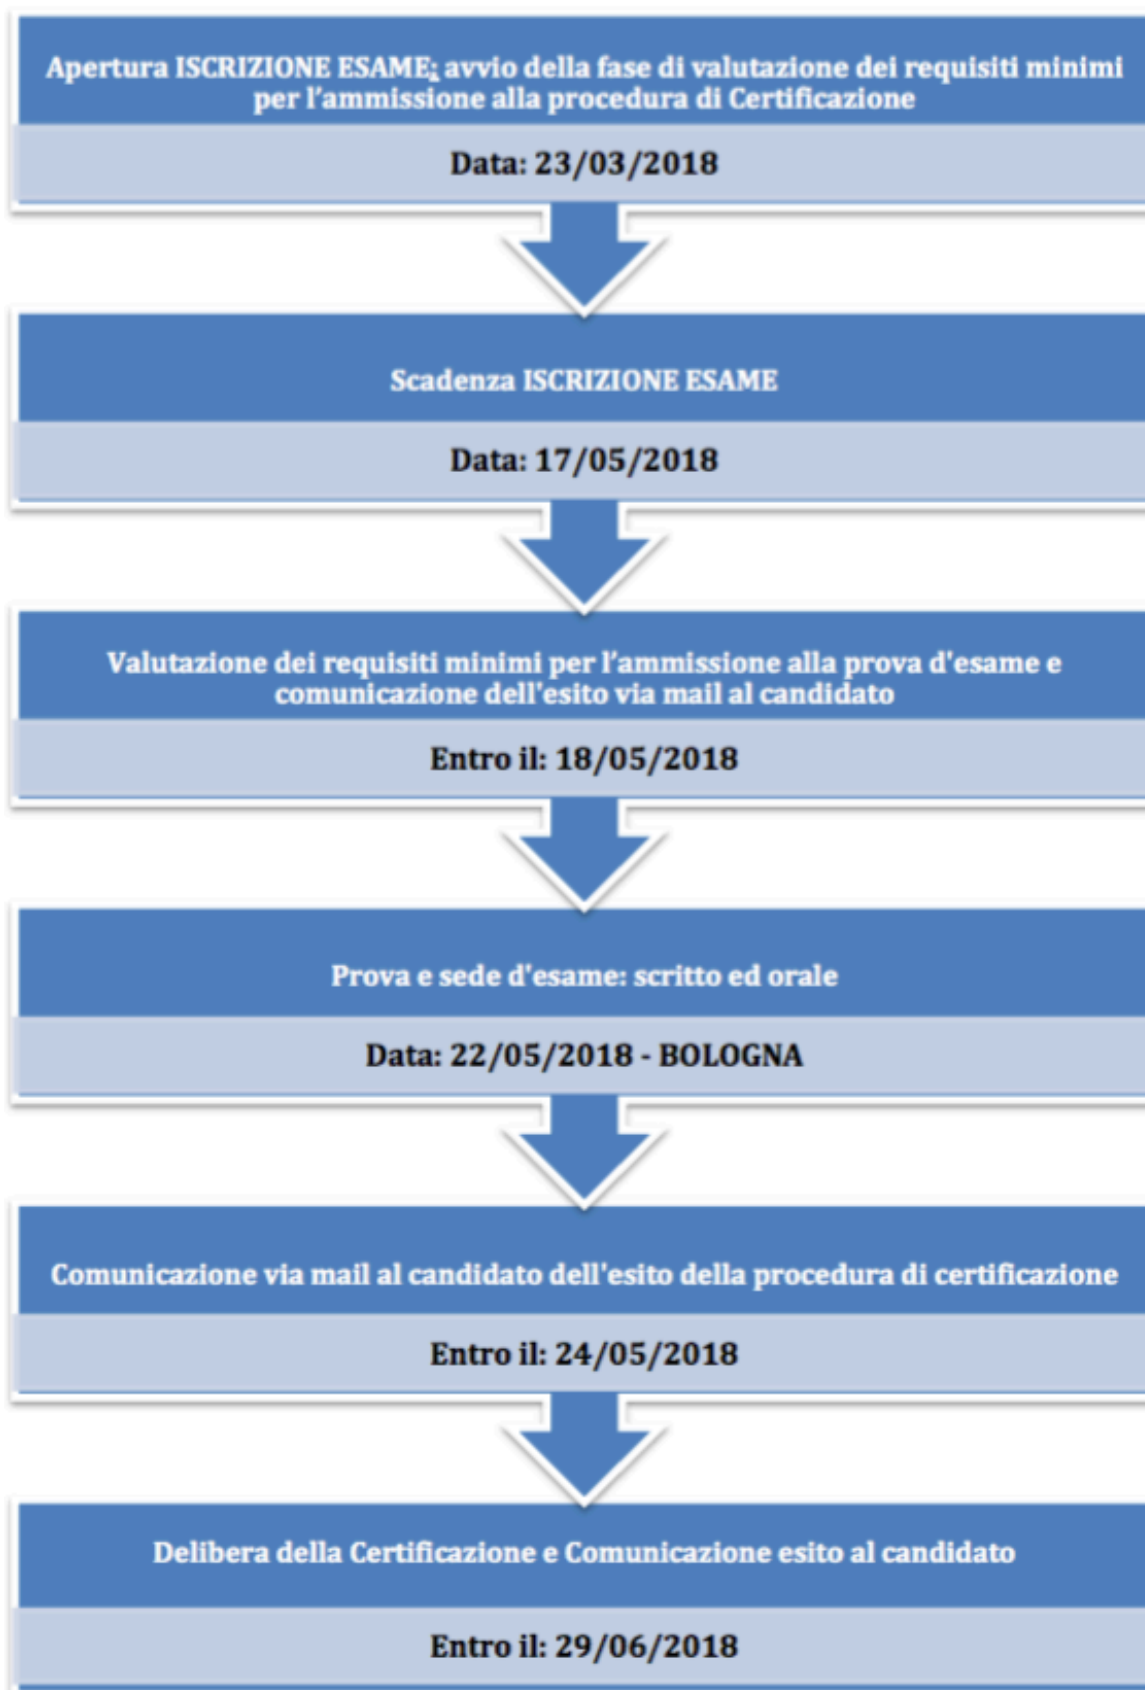 Apertura ISCRIZIONE ESAME: avvio della fase di valutazione dei requisiti minimi
per l'ammissione alla procedura di Certificazione
Data: 23/03/2018
Scadenza ISCRIZIONE ESAME
Data: 17/05/2018
Valutazione dei requisiti minimi per l'ammissione alla prova d'esame e
comunicazione dell'esito via mail al candidato
Entro il: 18/05/2018
Prova e sede d'esame: scritto ed orale
Data: 22/05/2018 - BOLOGNA
Comunicazione via mail al candidato dell'esito della procedura di certificazione
Entro il: 24/05/2018
Delibera della Certificazione e Comunicazione esito al candidato
Entro il: 29/06/2018